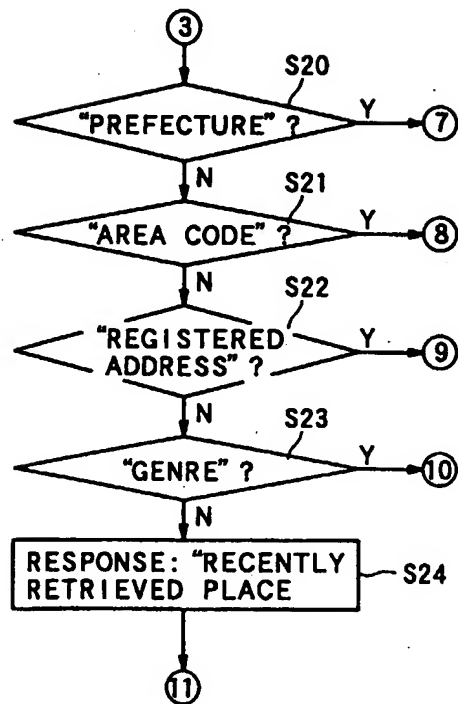 3
S20
"PREFECTURE" ?
Y
7
N
S21
"AREA CODE" ?
Y
8
N
S22
"REGISTERED
ADDRESS" ?
Y
9
N
S23
"GENRE" ?
Y
10
N
RESPONSE: "RECENTLY
RETRIEVED PLACE
S24
11